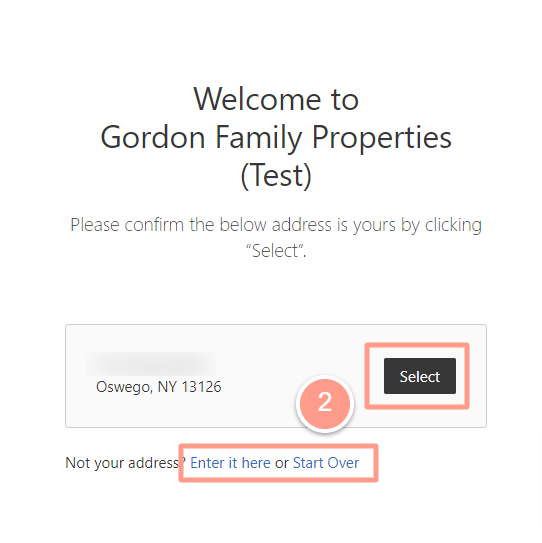 Welcome to
Gordon Family Properties
(Test)
Please confirm the below address is yours by clicking
“Select”.
Oswego, NY 13126
Select
2
Not your address? Enter it here or Start Over